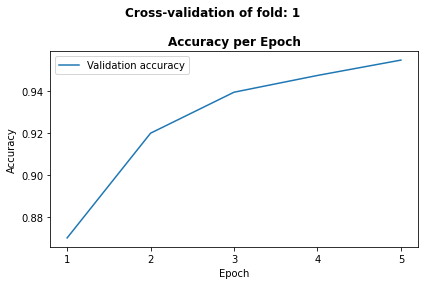 Cross-validation of fold: 1
Accuracy per Epoch
Validation accuracy
0.94
0.92
0.90
0.88
Accuracy
1 2 3 4 5
Epoch